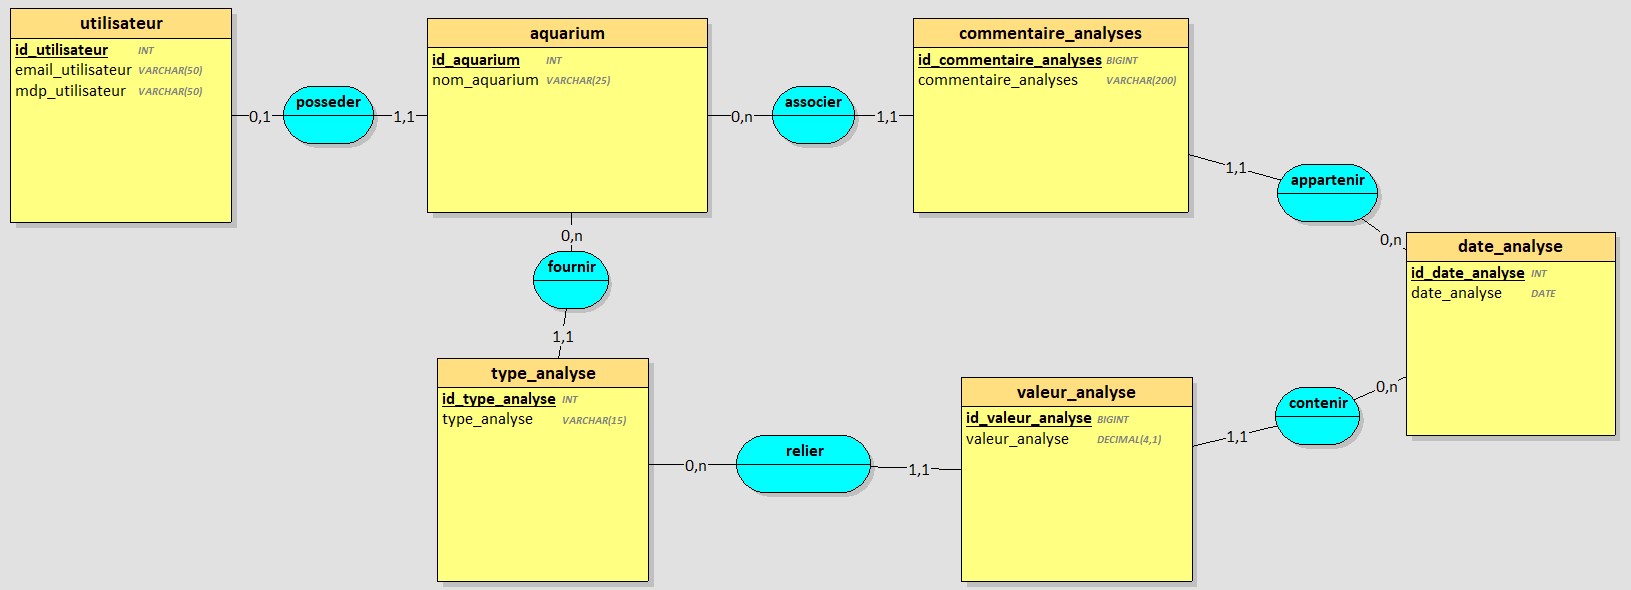 utilisateur
id_utilisateur INT
email_utilisateur VARCHAR(50)
mdp_utilisateur VARCHAR(50)
0,1
posseder
1,1
aquarium
id_aquarium INT
nom_aquarium VARCHAR(25)
0,n
associer
1,1
commentaire_analyses
id_commentaire_analyses BIGINT
commentaire_analyses VARCHAR(200)
1,1
appartenir
0,n
date_analyse
id_date_analyse INT
date_analyse DATE
0,n
fournir
1,1
type_analyse
id_type_analyse INT
type_analyse VARCHAR(15)
0,n
relier
1,1
valeur_analyse
id_valeur_analyse BIGINT
valeur_analyse DECIMAL(4,1)
1,1
contenir
0,n